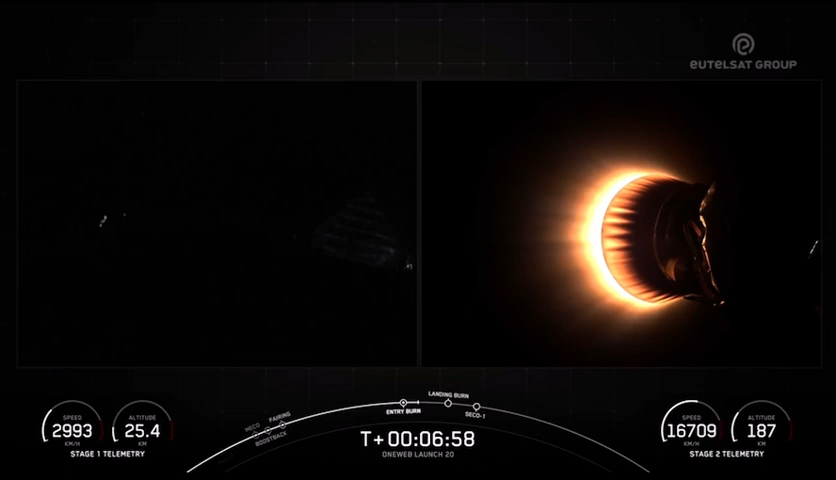 eutelsat GROUP
MECO
FAIRING
BOOSTBACK
ENTRY BURN
LANDING BURN
SECO-1
SPEED
2993
KM/H
ALTITUDE
25.4
KM
STAGE 1 TELEMETRY
T+00:06:58
ONEWEB LAUNCH 20
SPEED
16709
KM/H
ALTITUDE
187
KM
STAGE 2 TELEMETRY